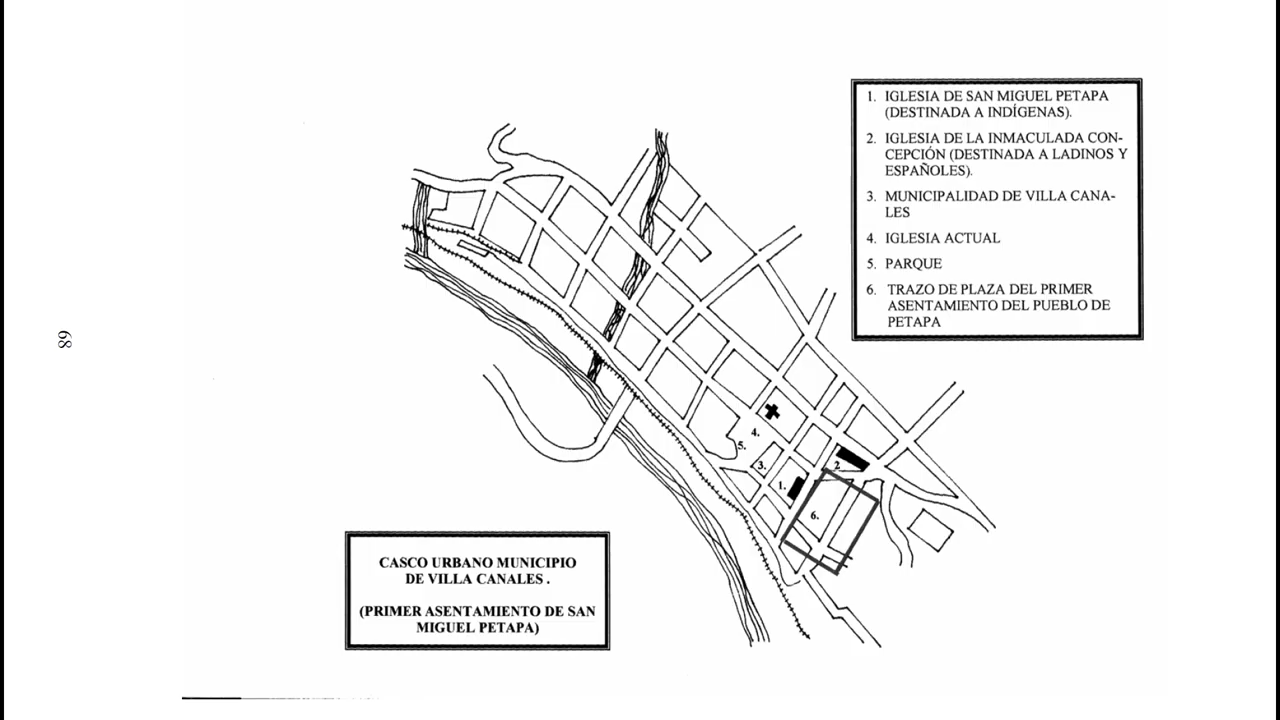 1. IGLESIA DE SAN MIGUEL PETAPA
(DESTINADA A INDÍGENAS).
2. IGLESIA DE LA INMACULADA CON-
CEPCIÓN (DESTINADA A LADINOS Y
ESPAÑOLES).
3. MUNICIPALIDAD DE VILLA CANA-
LES
4. IGLESIA ACTUAL
5. PARQUE
6. TRAZO DE PLAZA DEL PRIMER
ASENTAMIENTO DEL PUEBLO DE
PETAPA
68
4.
5.
3.
2
1.
6.
CASCO URBANO MUNICIPIO
DE VILLA CANALES .
(PRIMER ASENTAMIENTO DE SAN
MIGUEL PETAPA)